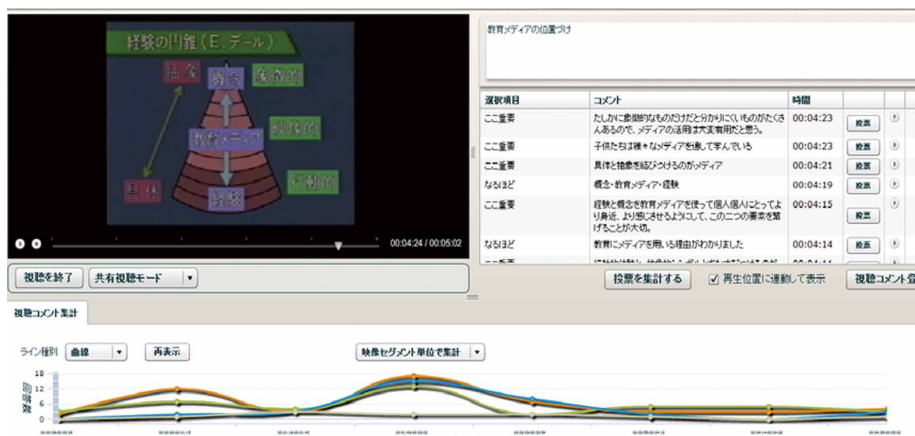 教育メディアの位置づけ
経験の円錐(E.デール)
抽象
概念
象徴的
教育メディア
映像的
具体
経験
行動的
00:04:24 / 00:05:02
選択項目 コメント 時間
ここ重要 たしかに象徴的なものだけだと分かりにくいものがたくさ 00:04:23 投票
んあるので、メディアの活用は大変有用だと思う。
ここ重要 子供たちは様々なメディアを通して学んでいる 00:04:23 投票
ここ重要 具体と抽象を結びつけるのがメディア 00:04:21 投票
なるほど 概念・教育メディア・経験 00:04:19 投票
ここ重要 経験と概念を教育メディアを使って個人個人にとってよ 00:04:15 投票
り身近、より感じさせるようにして、この二つの要素を繋
げることが大切。
なるほど 教育にメディアを用いる理由がわかりました 00:04:14 投票
視聴を終了 共有視聴モード
投票を集計する 再生位置に連動して表示 視聴コメント登
視聴コメント集計
ライン種別 曲線 再表示 映像セグメント単位で集計
回答数
18
12
6
0